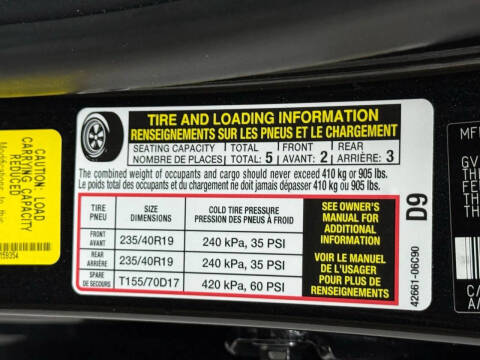 TIRE AND LOADING INFORMATION
RENSEIGNEMENTS SUR LES PNEUS ET LE CHARGEMENT
SEATING CAPACITY TOTAL: 5 FRONT AVANT: 2 REAR ARRIÈRE: 3
NOMBRE DE PLACES
The combined weight of occupants and cargo should never exceed 410 kg or 905 lbs.
Le poids total des occupants et du chargement ne doit jamais dépasser 410 kg ou 905 lbs.
TIRE PNEU SIZE DIMENSIONS COLD TIRE PRESSURE PRESSION DES PNEUS À FROID
FRONT AVANT 235/40R19 240 kPa, 35 PSI
REAR ARRIÈRE 235/40R19 240 kPa, 35 PSI
SPARE DE SECOURS T155/70D17 420 kPa, 60 PSI
SEE OWNER'S
MANUAL FOR
ADDITIONAL
INFORMATION
VOIR LE MANUEL
DE L'USAGER
POUR PLUS DE
RENSEIGNEMENTS
D9
42661-06C90
CAUTION: LOAD
CARRYING CAPACITY
REDUCED
MF
GV
TH
FE
TH
C/
A/